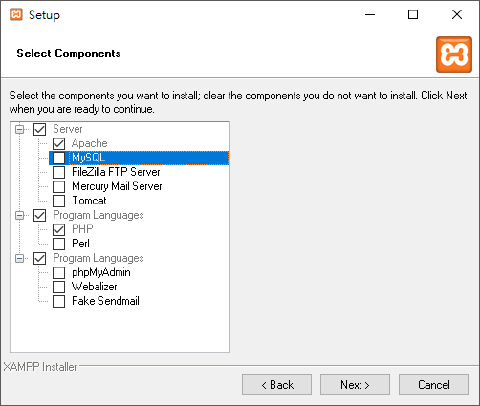 Setup
Select Components
Select the components you want to install; clear the components you do not want to install. Click Next
when you are ready to continue.
Server
Apache
MySQL
FileZilla FTP Server
Mercury Mail Server
Tomcat
Program Languages
PHP
Perl
Program Languages
phpMyAdmin
Webalizer
Fake Sendmail
XAMPP Installer
< Back
Next >
Cancel